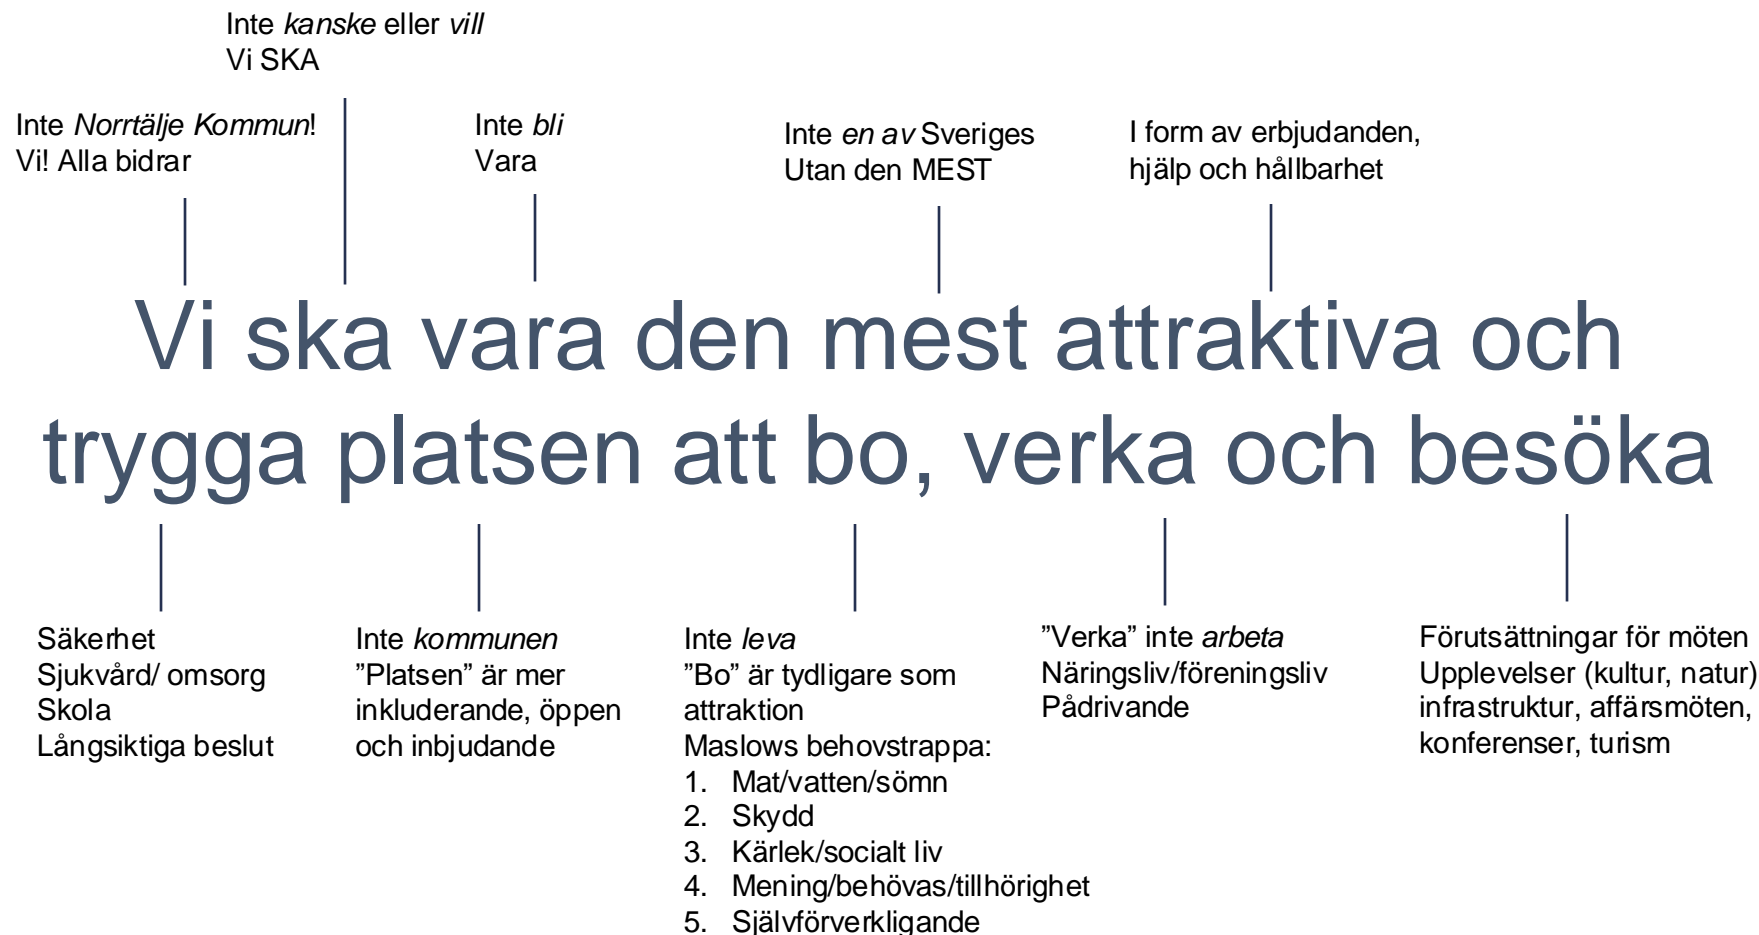 Inte kanske eller vill
Vi SKA
Inte Norrtälje Kommun!
Vi! Alla bidrar
Inte bli
Vara
Inte en av Sveriges
Utan den MEST
I form av erbjudanden,
hjälp och hållbarhet
Vi ska vara den mest attraktiva och
trygga platsen att bo, verka och besöka
Säkerhet
Sjukvård/ omsorg
Skola
Långsiktiga beslut
Inte kommunen
”Platsen” är mer
inkluderande, öppen
och inbjudande
Inte leva
”Bo” är tydligare som
attraktion
Maslows behovstrappa:
1. Mat/vatten/sömn
2. Skydd
3. Kärlek/socialt liv
4. Mening/behövas/tillhörighet
5. Självförverkligande
”Verka” inte arbeta
Näringsliv/föreningsliv
Pådrivande
Förutsättningar för möten
Upplevelser (kultur, natur)
infrastruktur, affärsmöten,
konferenser, turism